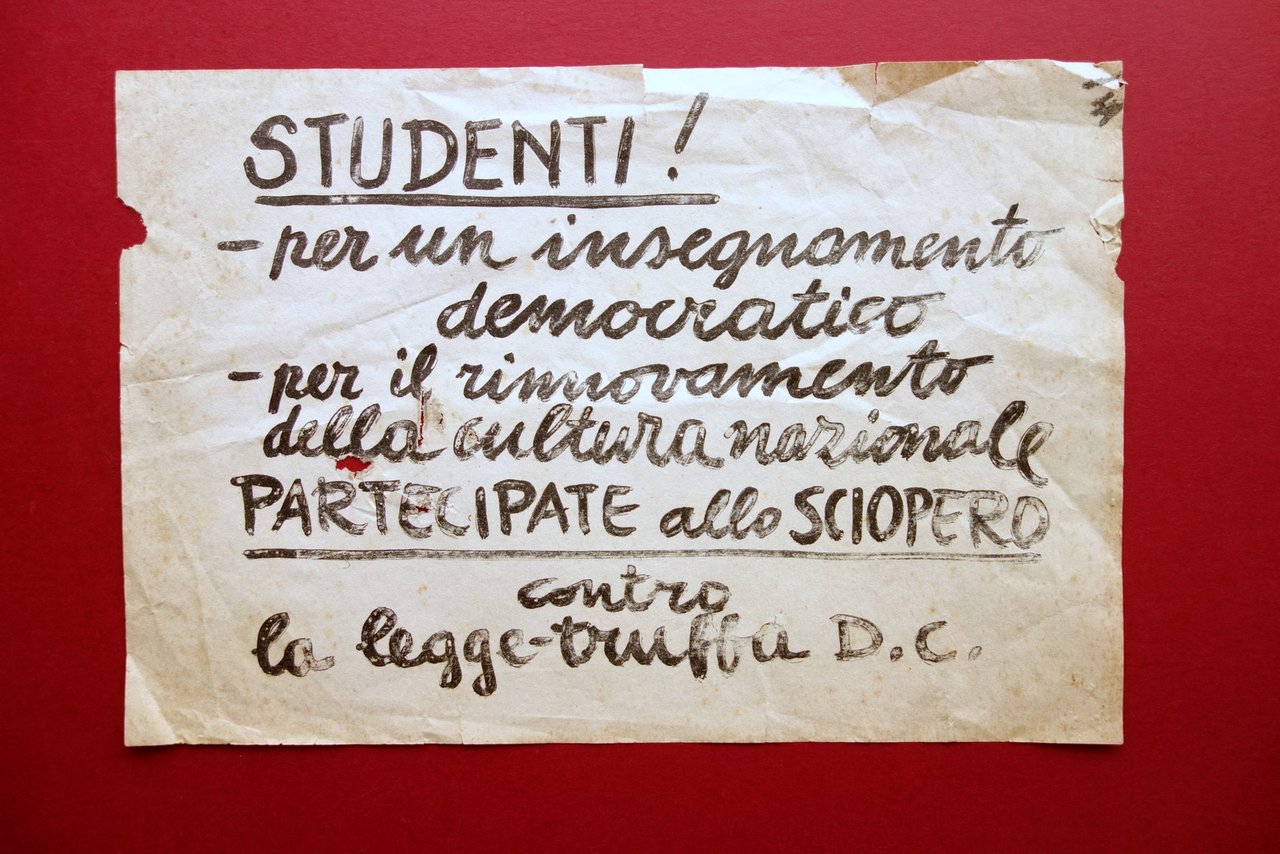 STUDENTI!
- per un insegnamento
democratico
- per il rinnovamento
della cultura nazionale
PARTECIPATE allo SCIOPERO
contro
la legge-truffa D.C.